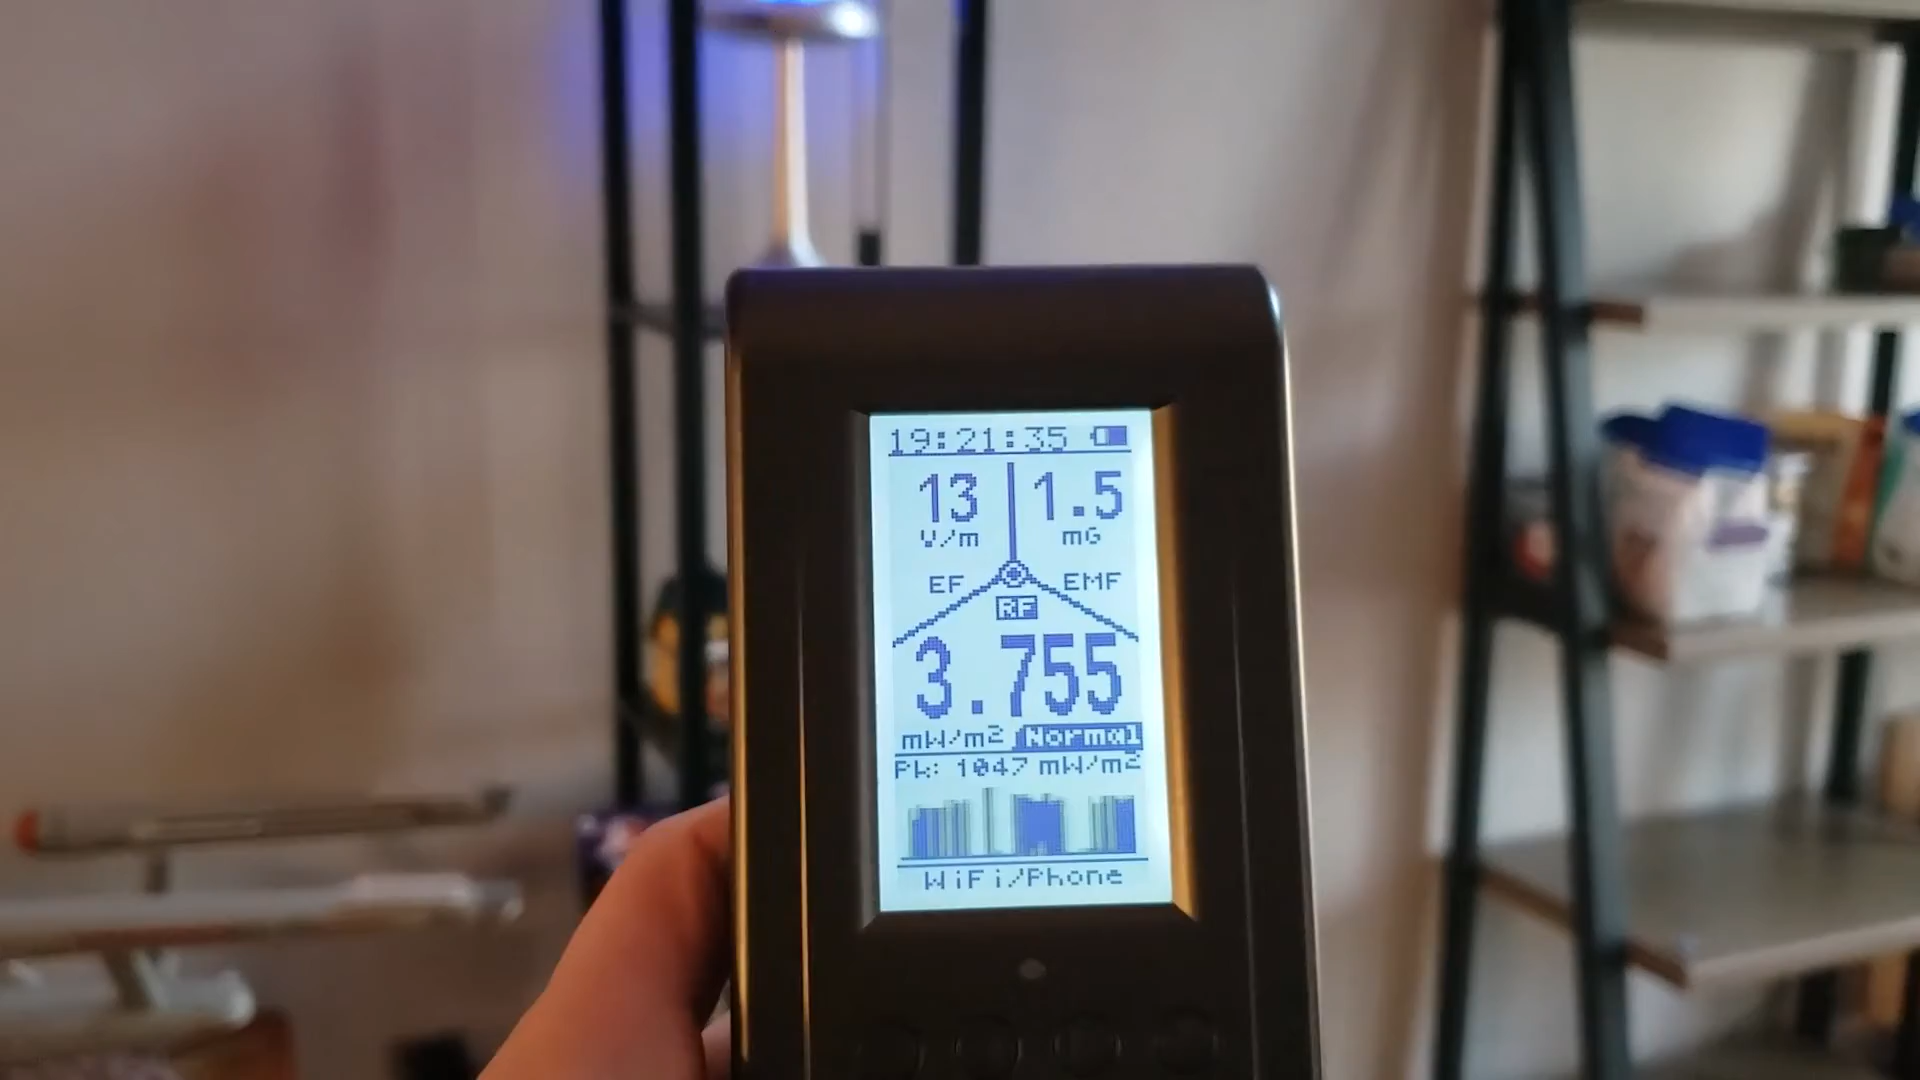 19:21:35
13 1.5
V/m mG
EF EMF
RF
3.755
mW/m2 Normal
Pk: 1047 mW/m2
WiFi/Phone